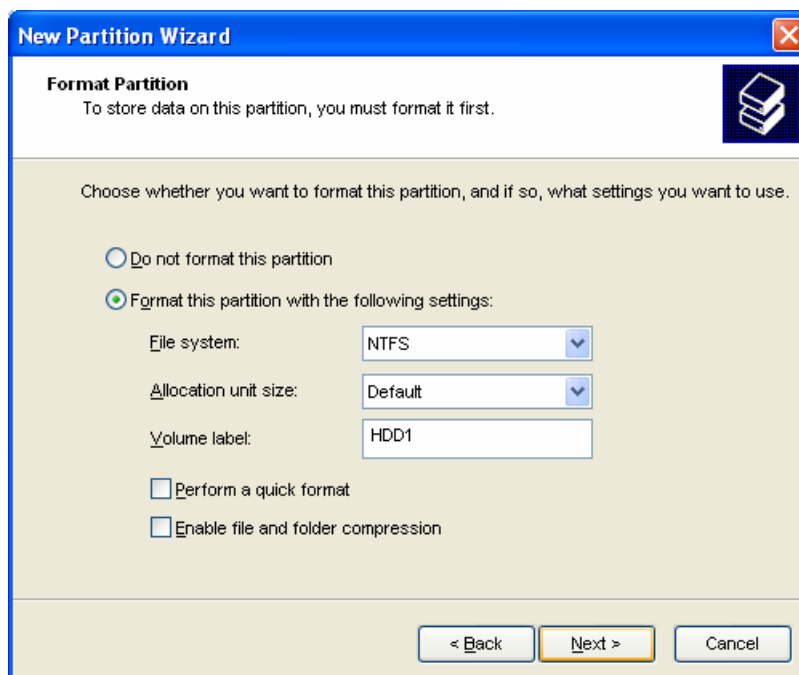 New Partition Wizard
Format Partition
To store data on this partition, you must format it first.
Choose whether you want to format this partition, and if so, what settings you want to use.
Do not format this partition
Format this partition with the following settings:
File system: NTFS
Allocation unit size: Default
Volume label: HDD1
Perform a quick format
Enable file and folder compression
< Back Next > Cancel